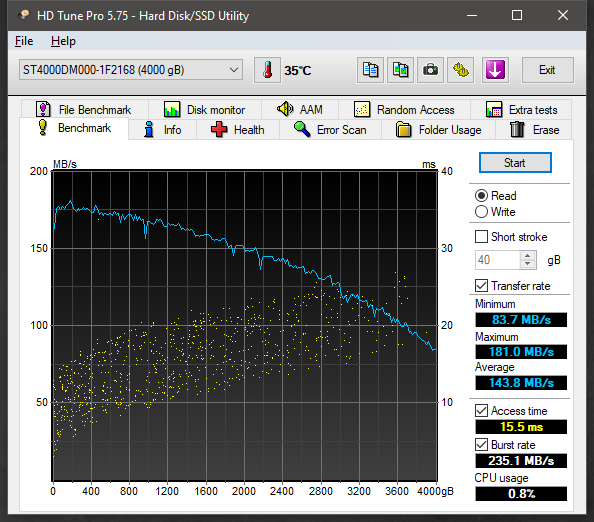 HD Tune Pro 5.75 - Hard Disk/SSD Utility
File Help
ST4000DM000-1F2168 (4000 gB)
35°C
Exit
File Benchmark
Disk monitor
AAM
Random Access
Extra tests
Benchmark
Info
Health
Error Scan
Folder Usage
Erase
MB/s
ms
200
150
100
50
40
30
20
10
0 400 800 1200 1600 2000 2400 2800 3200 3600 4000gB
Start
Read
Write
Short stroke
40 gB
Transfer rate
Minimum
83.7 MB/s
Maximum
181.0 MB/s
Average
143.8 MB/s
Access time
15.5 ms
Burst rate
235.1 MB/s
CPU usage
0.8%